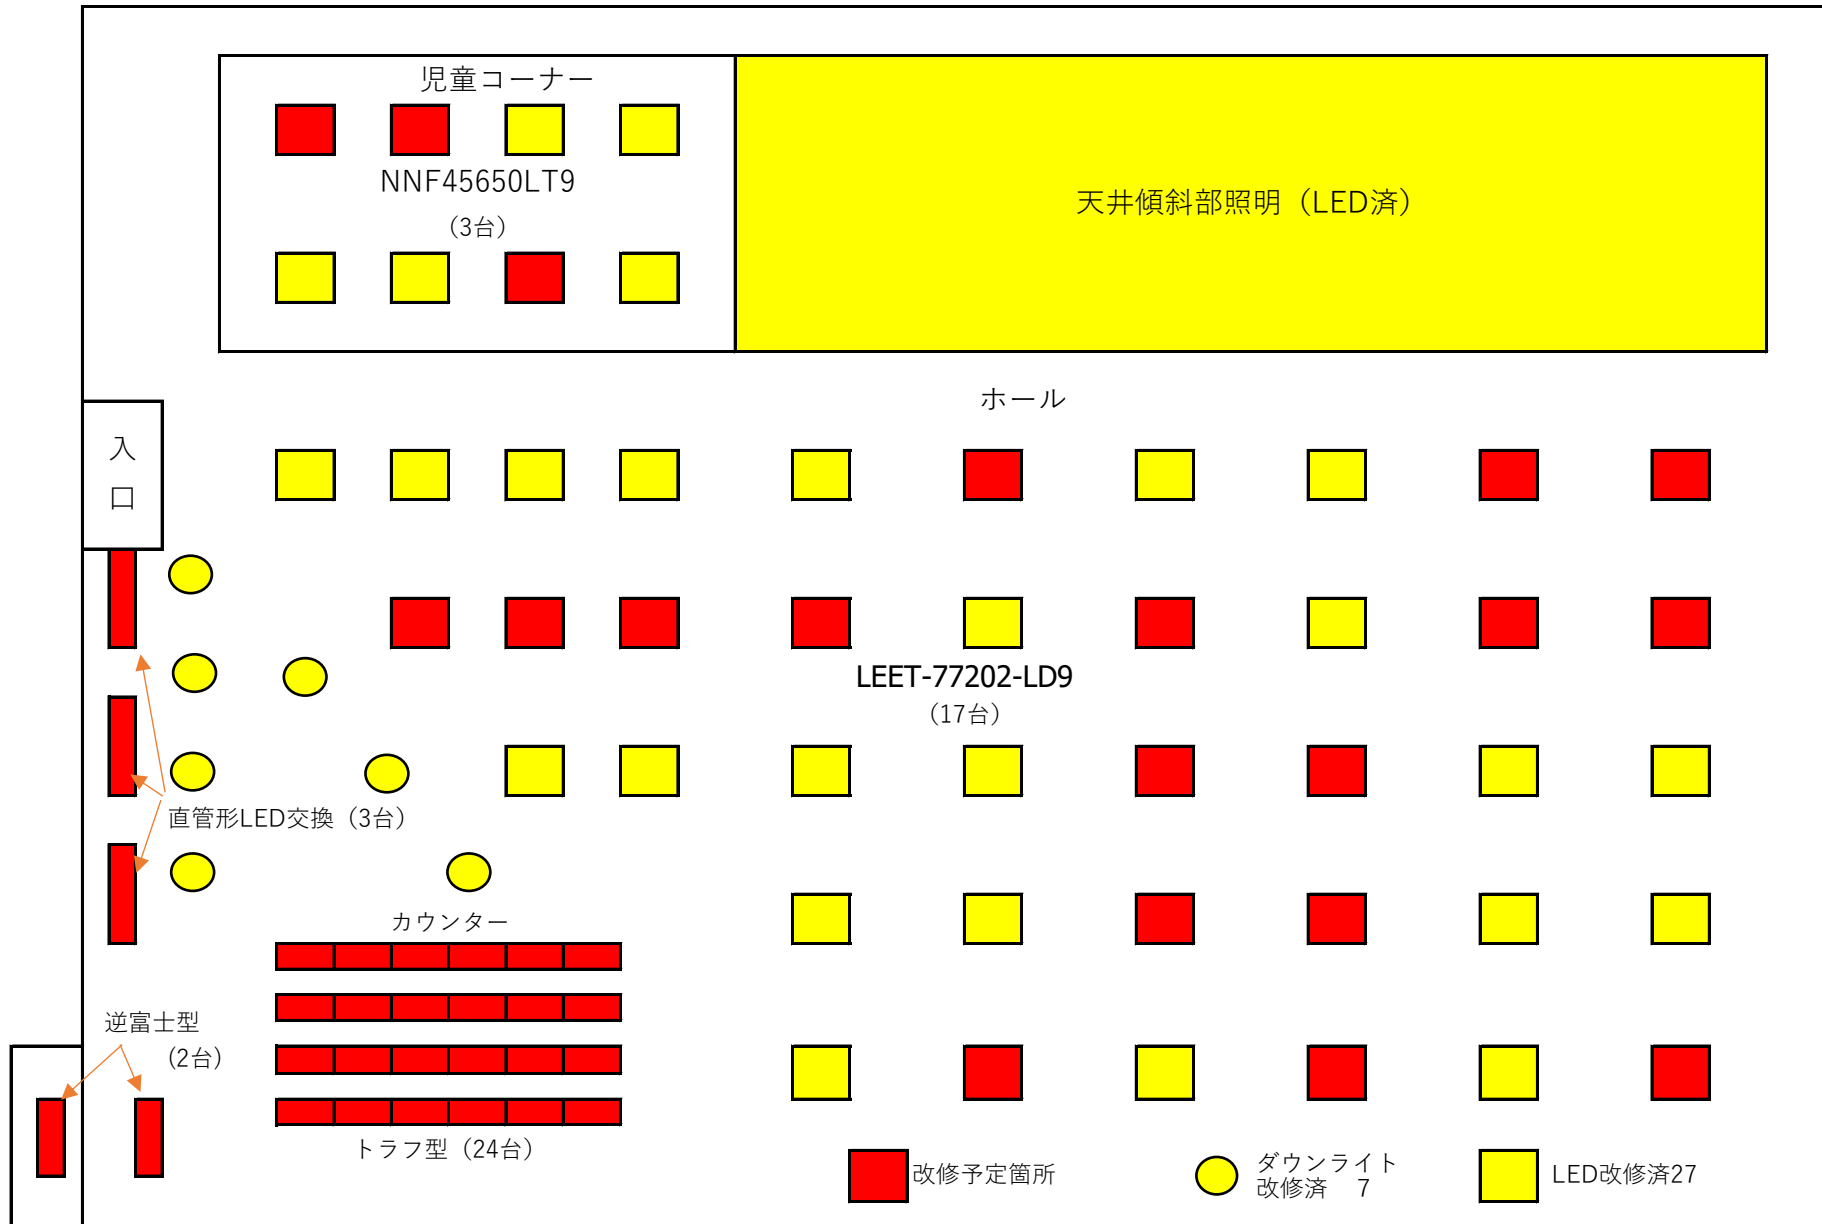 児童コーナー
NNF45650LT9
（3台）
天井傾斜部照明（LED済）
ホール
入
口
LEET-77202-LD9
（17台）
直管形LED交換（3台）
カウンター
逆富士型
（2台）
トラフ型（24台）
改修予定箇所
ダウンライト
改修済　7
LED改修済27